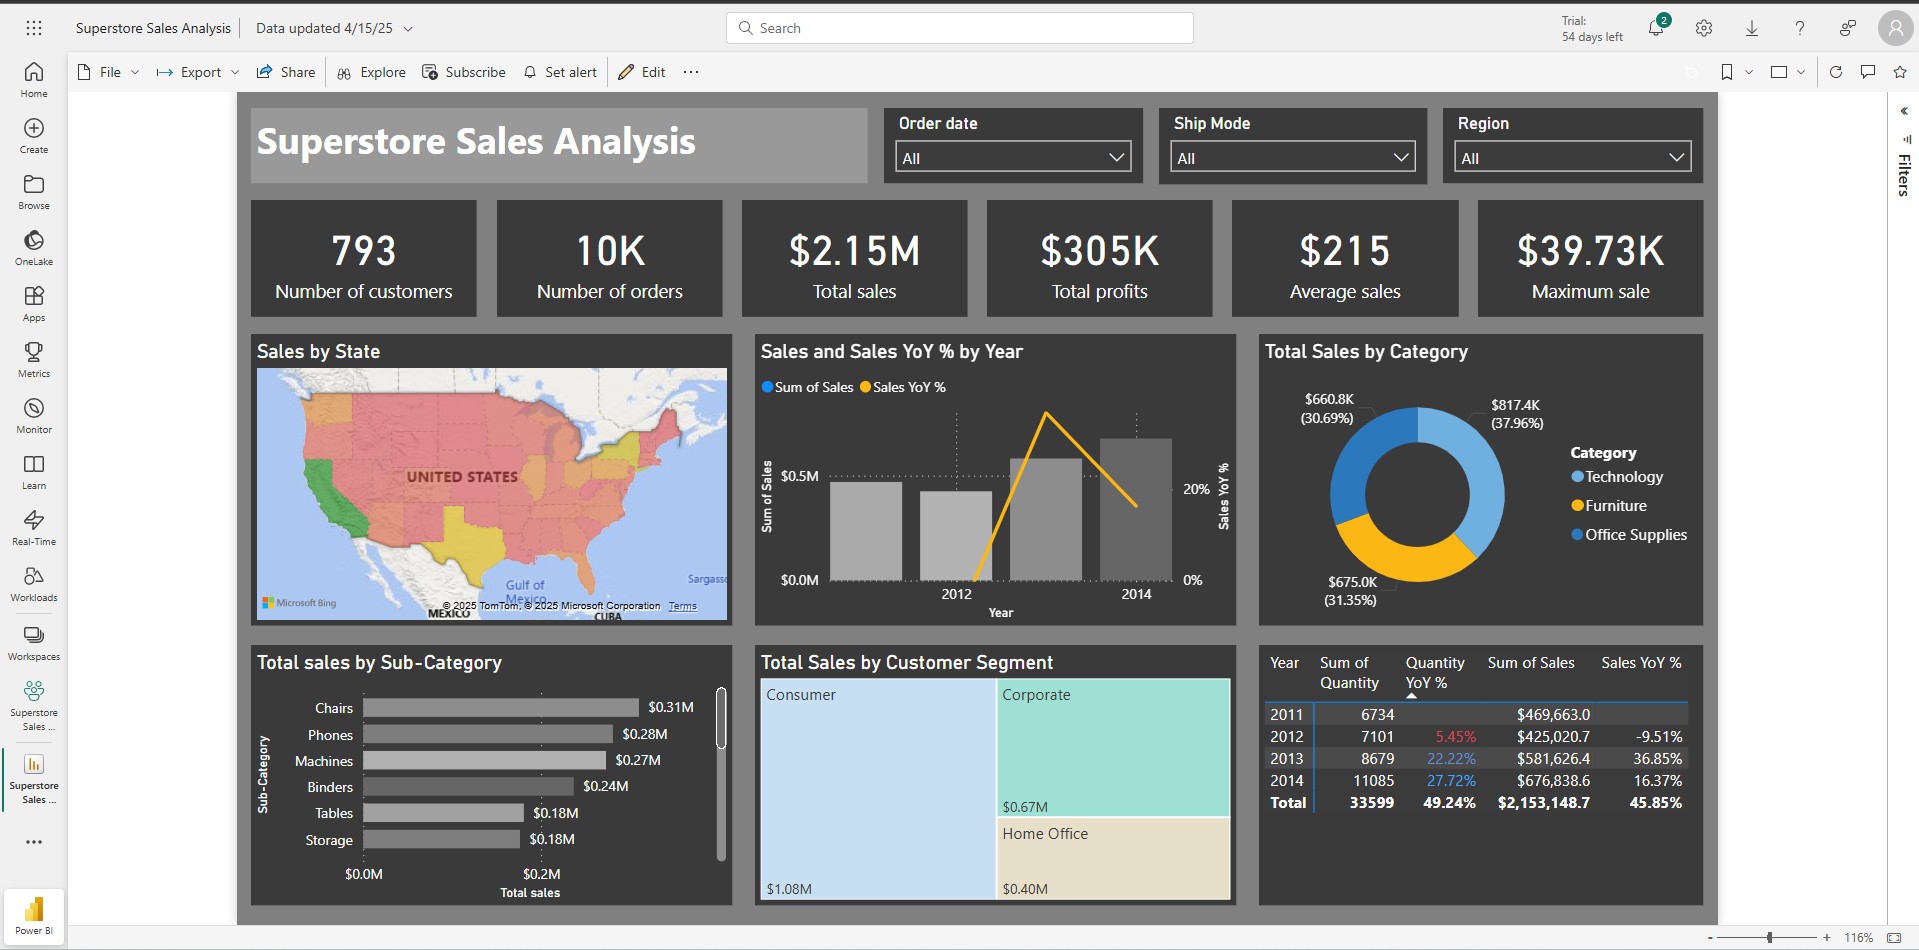 Superstore Sales Analysis
Data updated 4/15/25
Search
Trial:
54 days left
2
File
Export
Share
Explore
Subscribe
Set alert
Edit
Home
Create
Browse
OneLake
Apps
Metrics
Monitor
Learn
Real-Time
Workloads
Workspaces
Superstore
Sales ...
Superstore
Sales ...
Power BI
Filters
Superstore Sales Analysis
Order date
All
Ship Mode
All
Region
All
793
Number of customers
10K
Number of orders
$2.15M
Total sales
$305K
Total profits
$215
Average sales
$39.73K
Maximum sale
Sales by State
UNITED STATES
Gulf of
Mexico
MEXICO
CUBA
Microsoft Bing
© 2025 TomTom, © 2025 Microsoft Corporation Terms
Sales and Sales YoY % by Year
Sum of Sales
Sales YoY %
Sum of Sales
$0.5M
$0.0M
2012
2014
Year
20%
0%
Sales YoY %
Total Sales by Category
$660.8K
(30.69%)
$817.4K
(37.96%)
$675.0K
(31.35%)
Category
Technology
Furniture
Office Supplies
Total sales by Sub-Category
Sub-Category
Chairs $0.31M
Phones $0.28M
Machines $0.27M
Binders $0.24M
Tables $0.18M
Storage $0.18M
$0.0M $0.2M
Total sales
Total Sales by Customer Segment
Consumer
$1.08M
Corporate
$0.67M
Home Office
$0.40M
Year Sum of Quantity Quantity YoY % Sum of Sales Sales YoY %
2011 6734 $469,663.0
2012 7101 5.45% $425,020.7 -9.51%
2013 8679 22.22% $581,626.4 36.85%
2014 11085 27.72% $676,838.6 16.37%
Total 33599 49.24% $2,153,148.7 45.85%
- + 116%